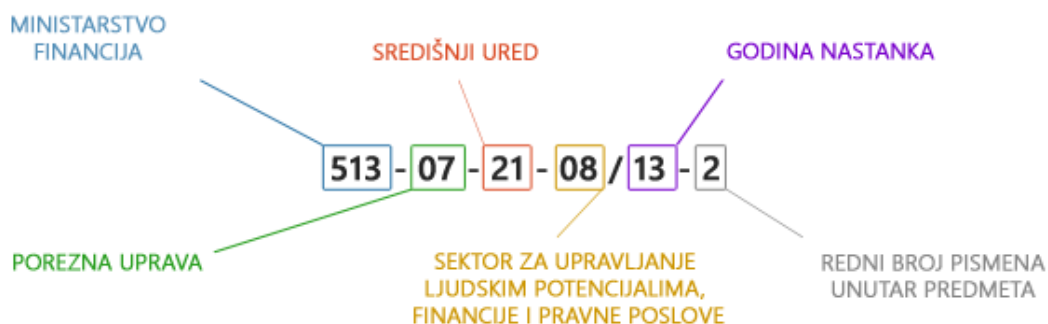 MINISTARSTVO
FINANCIJA
SREDIŠNJI URED
GODINA NASTANKA
513-07-21-08/13-2
POREZNA UPRAVA
SEKTOR ZA UPRAVLJANJE
LJUDSKIM POTENCIJALIMA,
FINANCIJE I PRAVNE POSLOVE
REDNI BROJ PISMENA
UNUTAR PREDMETA